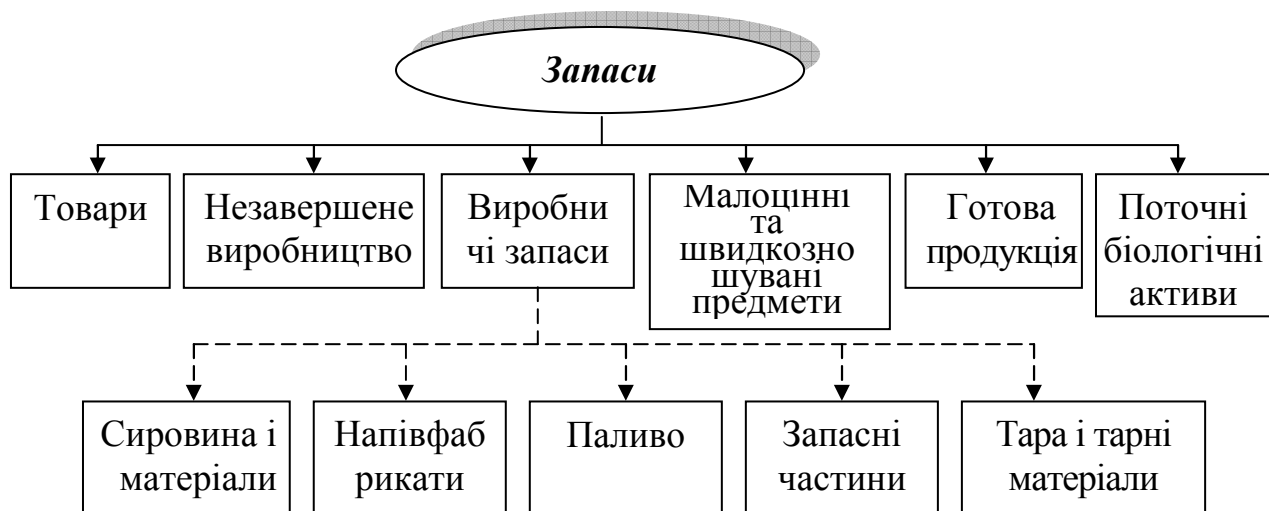 Запаси
Товари
Незавершене
виробництво
Виробни
чі запаси
Малоцінні
та
швидкозно
шувані
предмети
Готова
продукція
Поточні
біологічні
активи
Сировина і
матеріали
Напівфаб
рикати
Паливо
Запасні
частини
Тара і тарні
матеріали